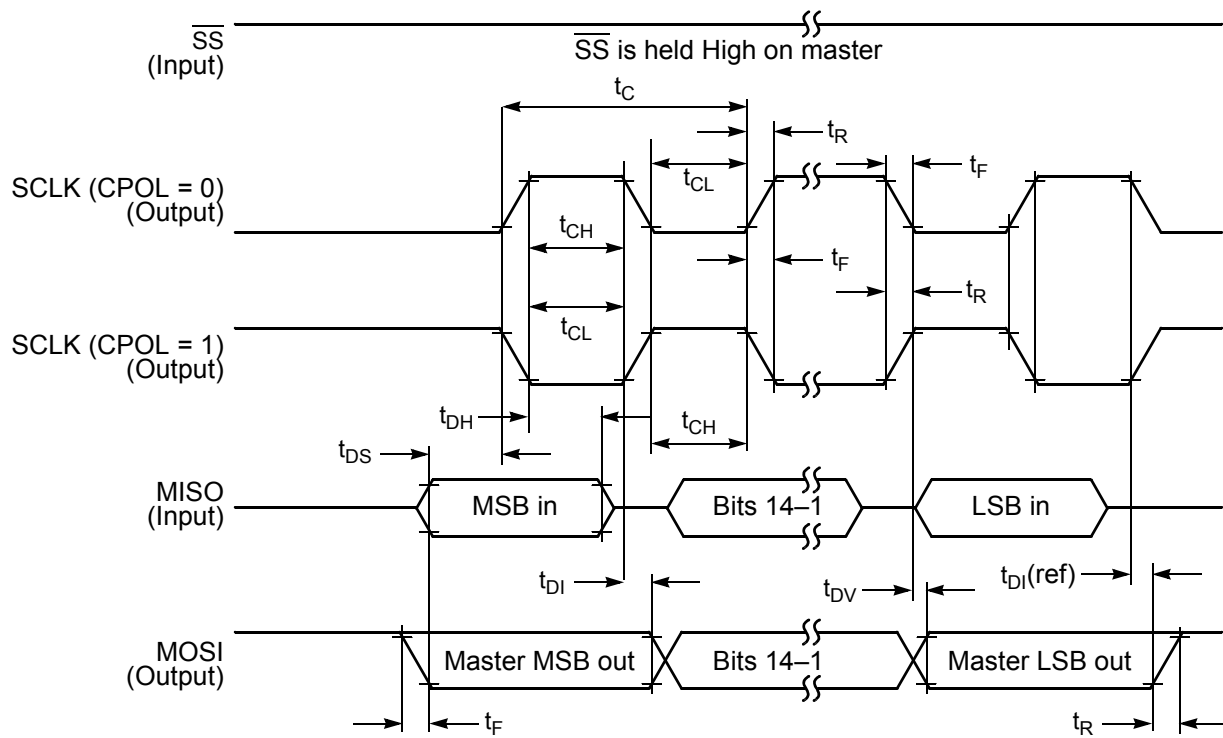 SS
(Input)
SS is held High on master
tC
tR
tF
SCLK (CPOL = 0)
(Output)
tCL
tCH
tF
tR
tCL
SCLK (CPOL = 1)
(Output)
tDH
tCH
tDS
MISO
(Input)
MSB in
Bits 14–1
LSB in
tDI
tDV
tDI(ref)
MOSI
(Output)
Master MSB out
Bits 14–1
Master LSB out
tF
tR